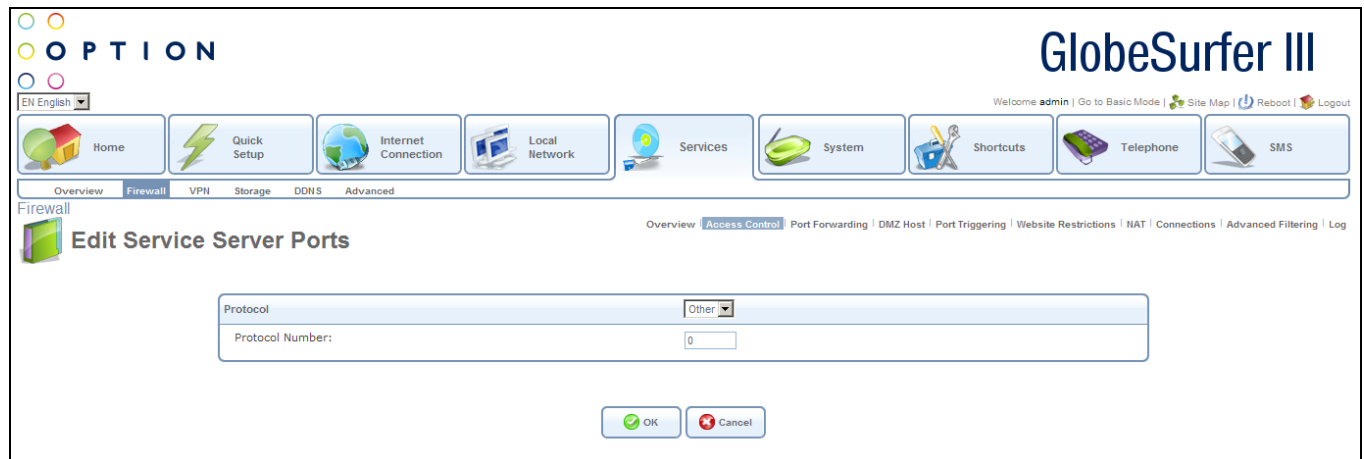 OPTION
GlobeSurfer III
EN English
Welcome admin | Go to Basic Mode | Site Map | Reboot | Logout
Home
Quick Setup
Internet Connection
Local Network
Services
System
Shortcuts
Telephone
SMS
Overview Firewall VPN Storage DDNS Advanced
Firewall
Edit Service Server Ports
Overview | Access Control | Port Forwarding | DMZ Host | Port Triggering | Website Restrictions | NAT | Connections | Advanced Filtering | Log
Protocol Other
Protocol Number: 0
OK Cancel